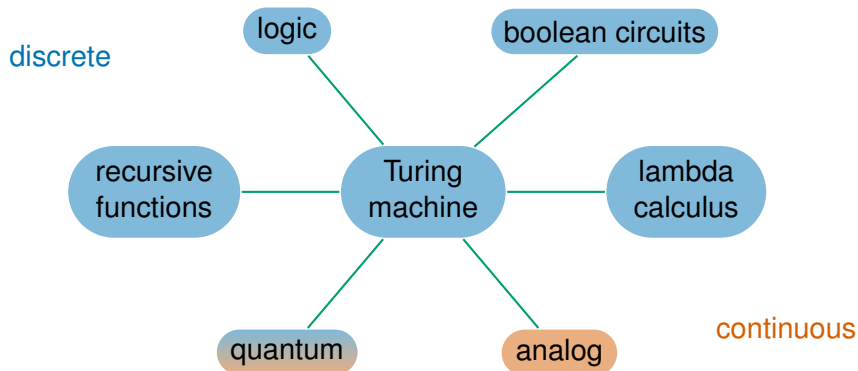 logic
boolean circuits
discrete
recursive
functions
Turing
machine
lambda
calculus
continuous
quantum
analog